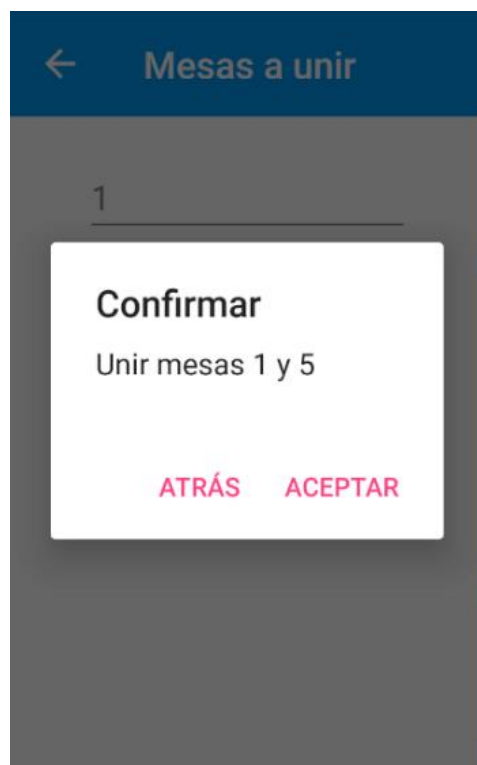 Mesas a unir
1
Confirmar
Unir mesas 1 y 5
ATRÁS ACEPTAR